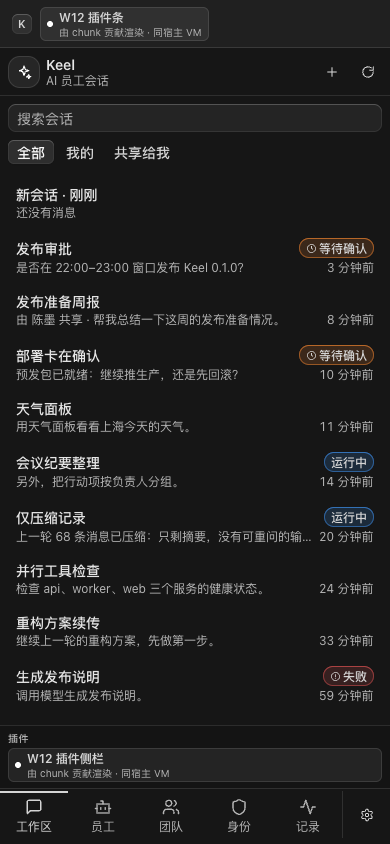 K
W12 插件条
由 chunk 贡献渲染 · 同宿主 VM
Keel
AI 员工会话
搜索会话
全部 我的 共享给我
新会话 · 刚刚
还没有消息
发布审批 等待确认
是否在 22:00–23:00 窗口发布 Keel 0.1.0? 3 分钟前
发布准备周报
由 陈墨 共享 · 帮我总结一下这周的发布准备情况。 8 分钟前
部署卡在确认 等待确认
预发包已就绪：继续推生产，还是先回滚? 10 分钟前
天气面板
用天气面板看看上海今天的天气。 11 分钟前
会议纪要整理 运行中
另外，把行动项按负责人分组。 14 分钟前
仅压缩记录 运行中
上一轮 68 条消息已压缩：只剩摘要，没有可重问的输... 20 分钟前
并行工具检查
检查 api、worker、web 三个服务的健康状态。 24 分钟前
重构方案续传
继续上一轮的重构方案，先做第一步。 33 分钟前
生成发布说明 失败
调用模型生成发布说明。 59 分钟前
插件
W12 插件侧栏
由 chunk 贡献渲染 · 同宿主 VM
工作区 员工 团队 身份 记录